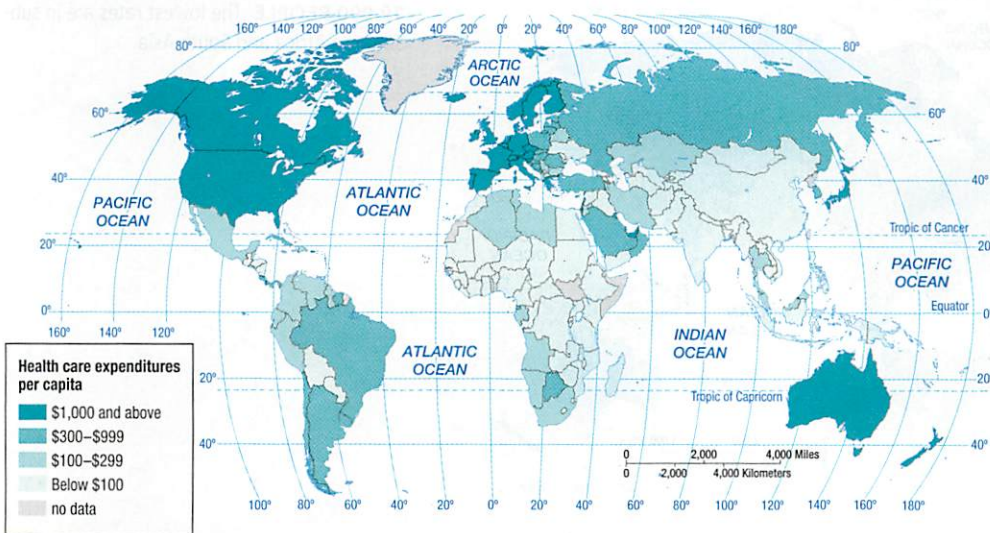 160° 140° 120° 100° 80° 60° 40° 20° 0° 20° 40° 60° 80° 100° 120° 140° 160° 180°
80°
80°
ARCTIC
OCEAN
60°
60°
40°
40°
PACIFIC
OCEAN
ATLANTIC
OCEAN
Tropic of Cancer
20°
PACIFIC
OCEAN
Equator
0°
0°
160° 140° 120°
ATLANTIC
OCEAN
INDIAN
OCEAN
20°
20°
Tropic of Capricorn
40°
40°
0 2,000 4,000 Miles
0 2,000 4,000 Kilometers
100° 80° 60° 40° 20° 0° 20° 40° 60° 80° 100° 120° 140° 160° 180°
Health care expenditures
per capita
$1,000 and above
$300–$999
$100–$299
Below $100
no data